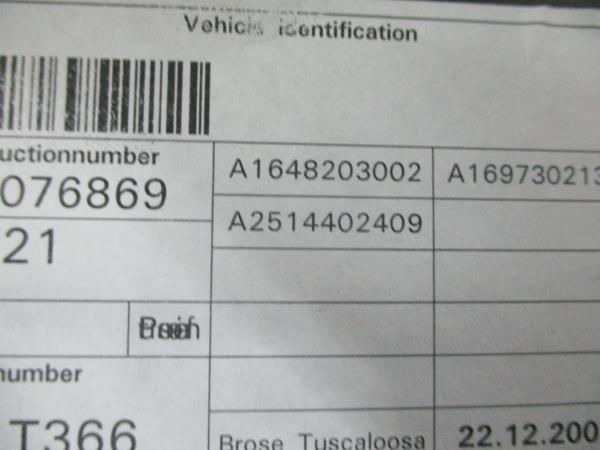 Vehicle identification
uctionnumber
076869
A1648203002
A169730213
21
A2514402409
number
T366
Brose Tuscaloosa
22.12.200